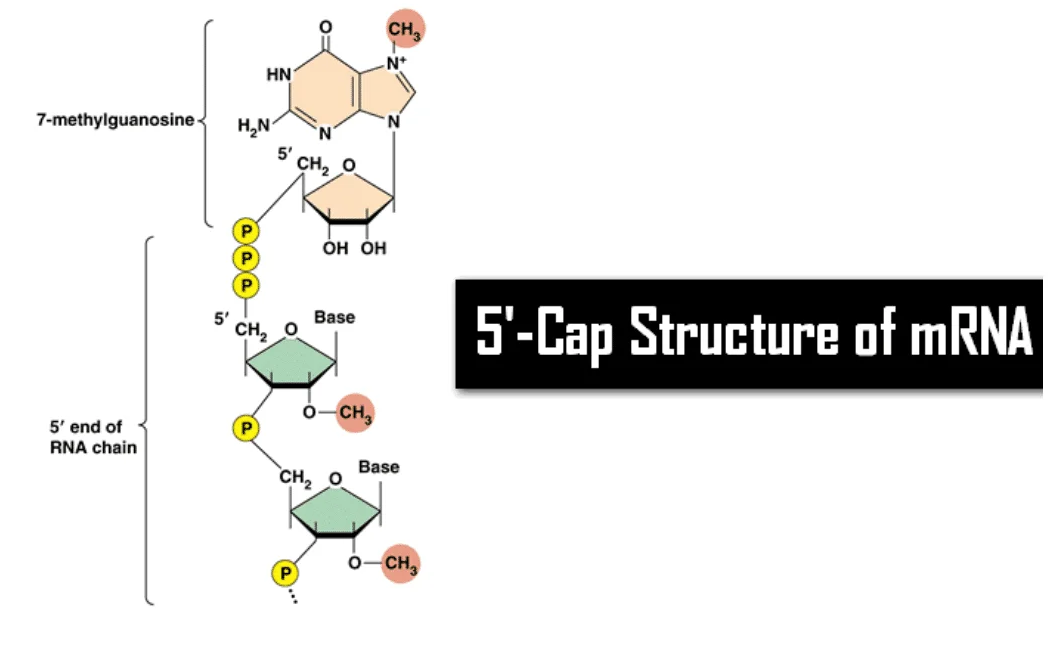 O
CH3
N+
HN
7-methylguanosine
H2N
N
N
5′
CH2
O
P
OH OH
P
P
5′
CH2
O
Base
O
CH3
5'-Cap Structure of mRNA
5′ end of
RNA chain
P
CH2
O
Base
O
CH3
P